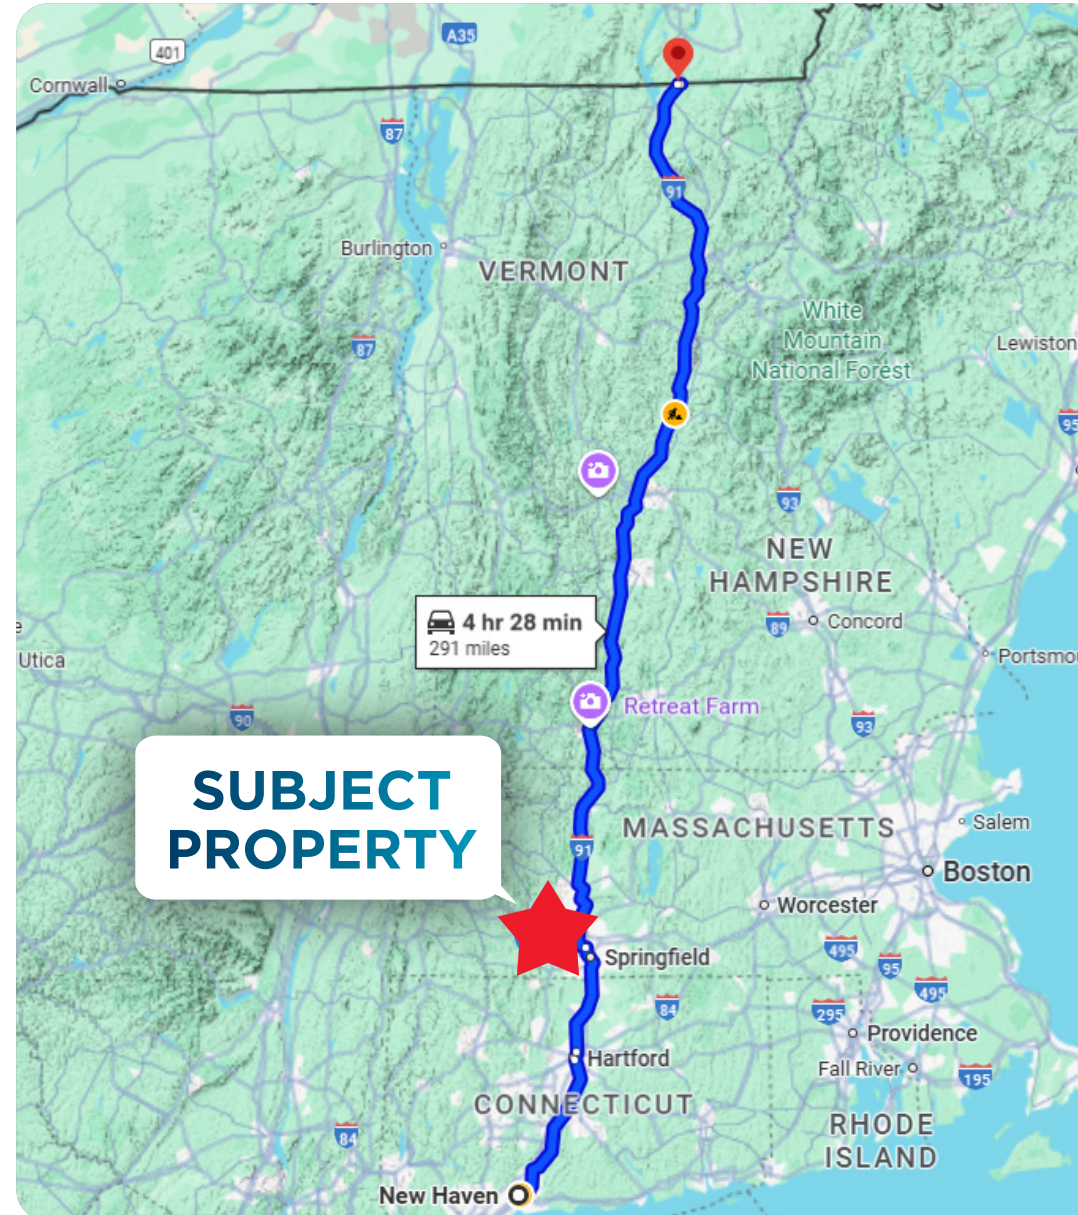 A35
401
Cornwall
87
91
Burlington
VERMONT
White
Mountain
National Forest
Lewiston
87
95
93
NEW
HAMPSHIRE
4 hr 28 min
291 miles
89
Concord
e
Utica
Portsmo
Retreat Farm
90
93
SUBJECT
PROPERTY
MASSACHUSETTS
Salem
91
Boston
Worcester
495
Springfield
95
495
84
295
Providence
Hartford
Fall River
195
CONNECTICUT
84
RHODE
ISLAND
New Haven